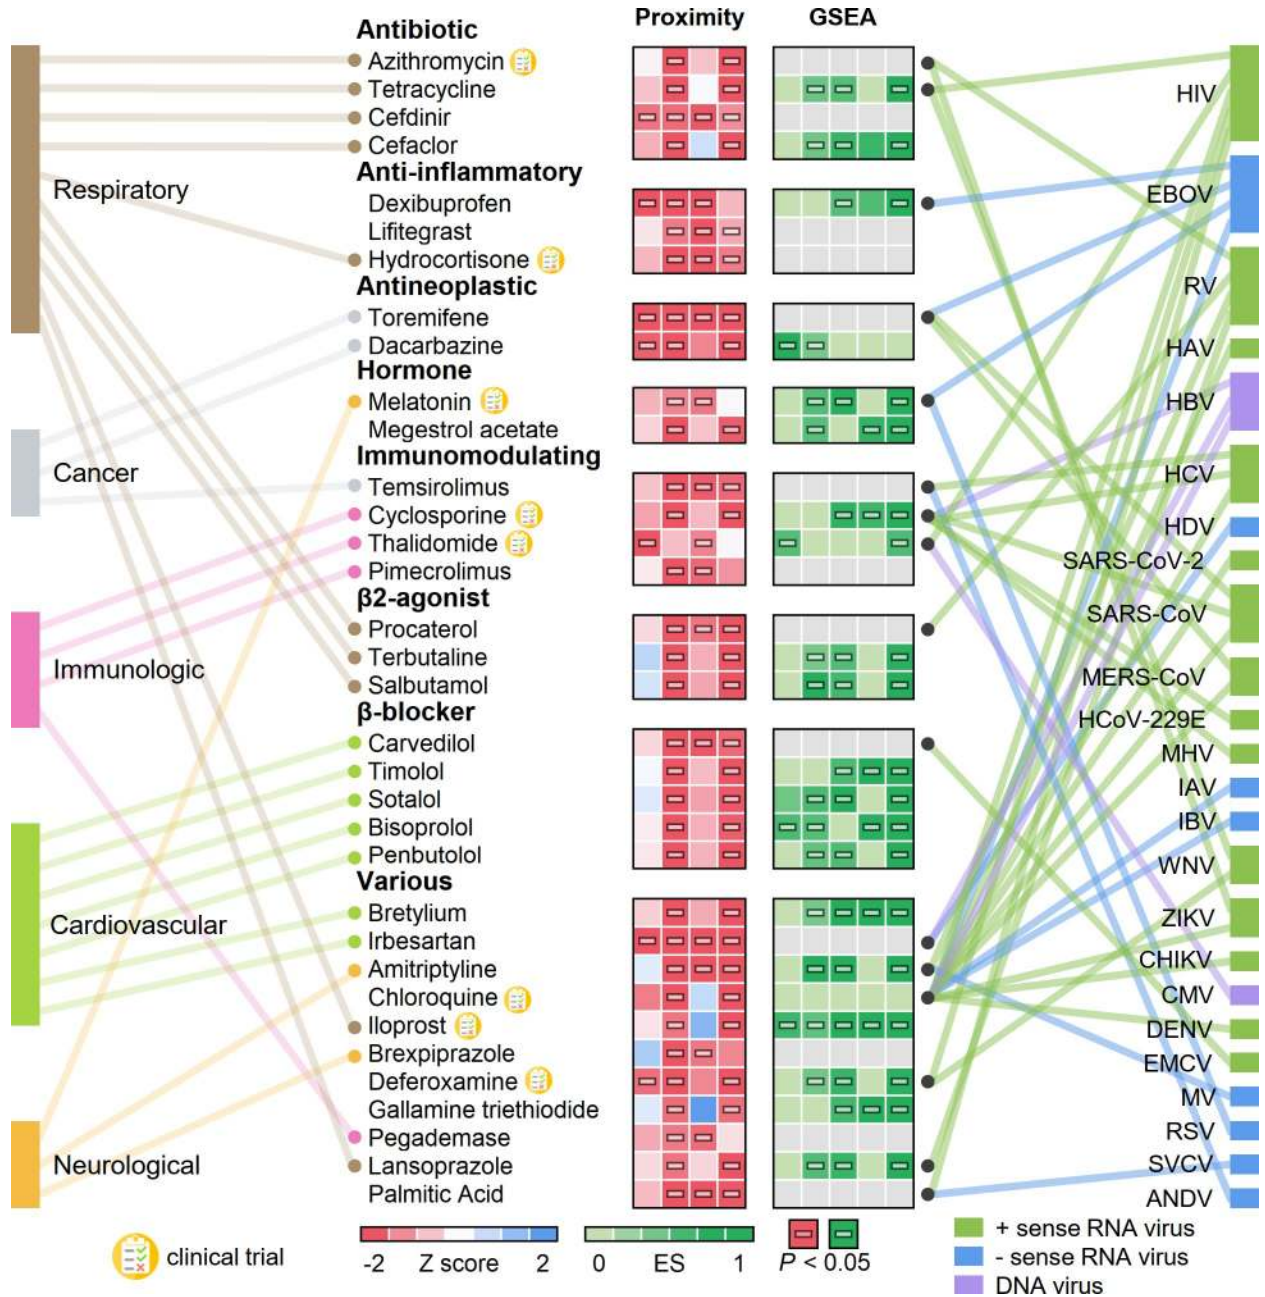 Proximity GSEA
Antibiotic
Azithromycin
Tetracycline
Cefdinir
Cefaclor
Anti-inflammatory
Dexibuprofen
Lifitegrast
Hydrocortisone
Antineoplastic
Toremifene
Dacarbazine
Hormone
Melatonin
Megestrol acetate
Immunomodulating
Temsirolimus
Cyclosporine
Thalidomide
Pimecrolimus
β2-agonist
Procaterol
Terbutaline
Salbutamol
β-blocker
Carvedilol
Timolol
Sotalol
Bisoprolol
Penbutolol
Various
Bretylium
Irbesartan
Amitriptyline
Chloroquine
Iloprost
Brexpiprazole
Deferoxamine
Gallamine triethiodide
Pegademase
Lansoprazole
Palmitic Acid
Respiratory
Cancer
Immunologic
Cardiovascular
Neurological
HIV
EBOV
RV
HAV
HBV
HCV
HDV
SARS-CoV-2
SARS-CoV
MERS-CoV
HCoV-229E
MHV
IAV
IBV
WNV
ZIKV
CHIKV
CMV
DENV
EMCV
MV
RSV
SVCV
ANDV
clinical trial
-2 Z score 2
0 ES 1
P < 0.05
+ sense RNA virus
- sense RNA virus
DNA virus